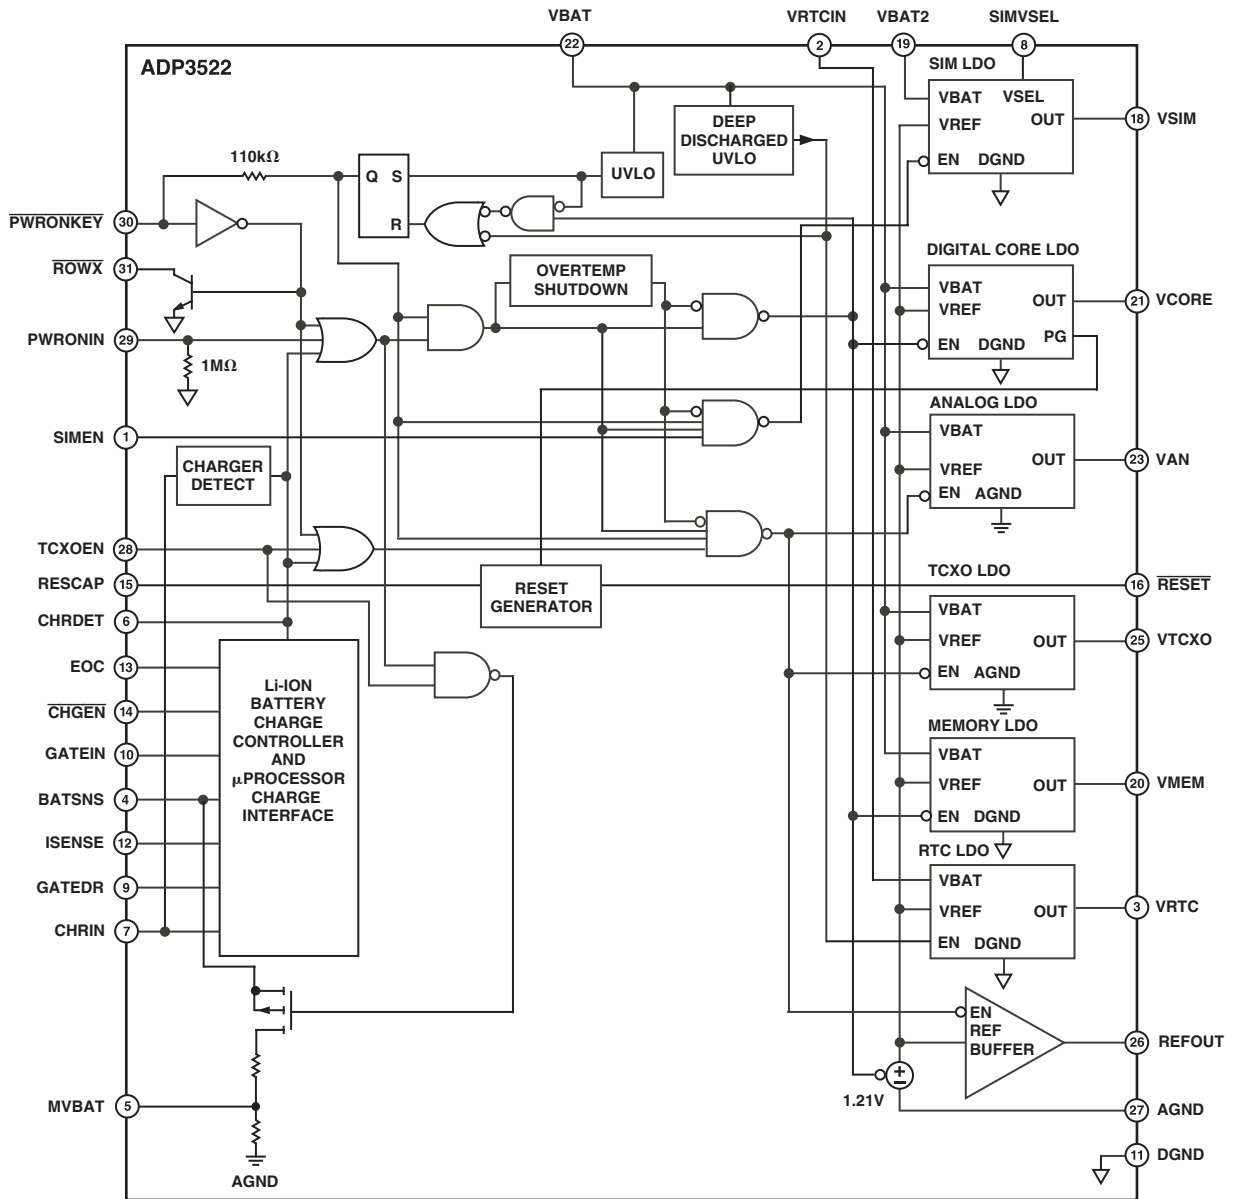 VBAT
VRTCIN
VBAT2
SIMVSEL
22
2
19
8
ADP3522
SIM LDO
VBAT
VSEL
VREF
OUT
EN
DGND
18
VSIM
DEEP
DISCHARGED
UVLO
UVLO
110kΩ
Q
S
R
PWRONKEY
30
ROWX
31
PWRONIN
29
1MΩ
OVERTEMP
SHUTDOWN
DIGITAL CORE LDO
VBAT
VREF
OUT
PG
EN
DGND
21
VCORE
SIMEN
1
CHARGER
DETECT
ANALOG LDO
VBAT
VREF
OUT
EN
AGND
23
VAN
TCXOEN
28
RESCAP
15
RESET
GENERATOR
16
RESET
CHRDET
6
TCXO LDO
VBAT
VREF
OUT
EN
AGND
25
VTCXO
EOC
13
CHGEN
14
GATEIN
10
BATSNS
4
ISENSE
12
GATEDR
9
CHRIN
7
Li-ION
BATTERY
CHARGE
CONTROLLER
AND
µPROCESSOR
CHARGE
INTERFACE
MEMORY LDO
VBAT
VREF
OUT
EN
DGND
20
VMEM
RTC LDO
VBAT
VREF
OUT
EN
DGND
3
VRTC
EN
REF
BUFFER
26
REFOUT
1.21V
+
−
MVBAT
5
AGND
27
AGND
11
DGND